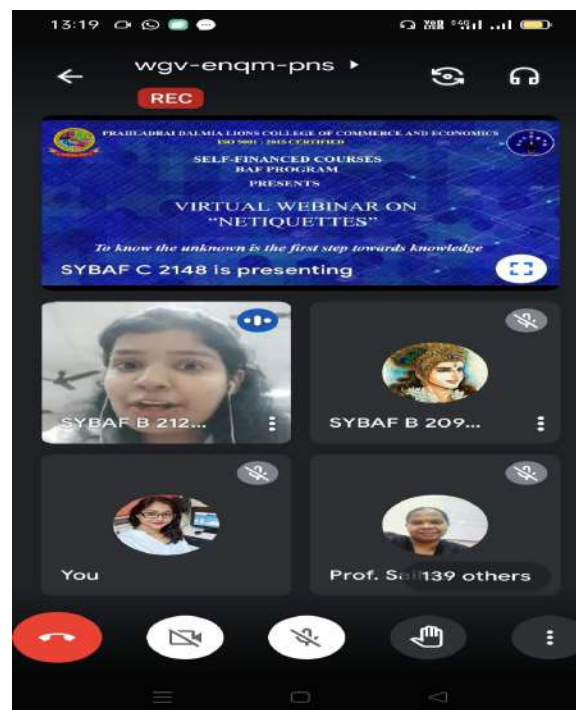 13:19
wgv-enqm-pns
REC
PRAHLADRAI DALMIA LIONS COLLEGE OF COMMERCE AND ECONOMICS
ISO 9001 : 2015 CERTIFIED
SELF-FINANCED COURSES
BAF PROGRAM
PRESENTS
VIRTUAL WEBINAR ON
"NETIQUETTES"
To know the unknown is the first step towards knowledge
SYBAF C 2148 is presenting
SYBAF B 212...
SYBAF B 209...
You
Prof. Sail
139 others